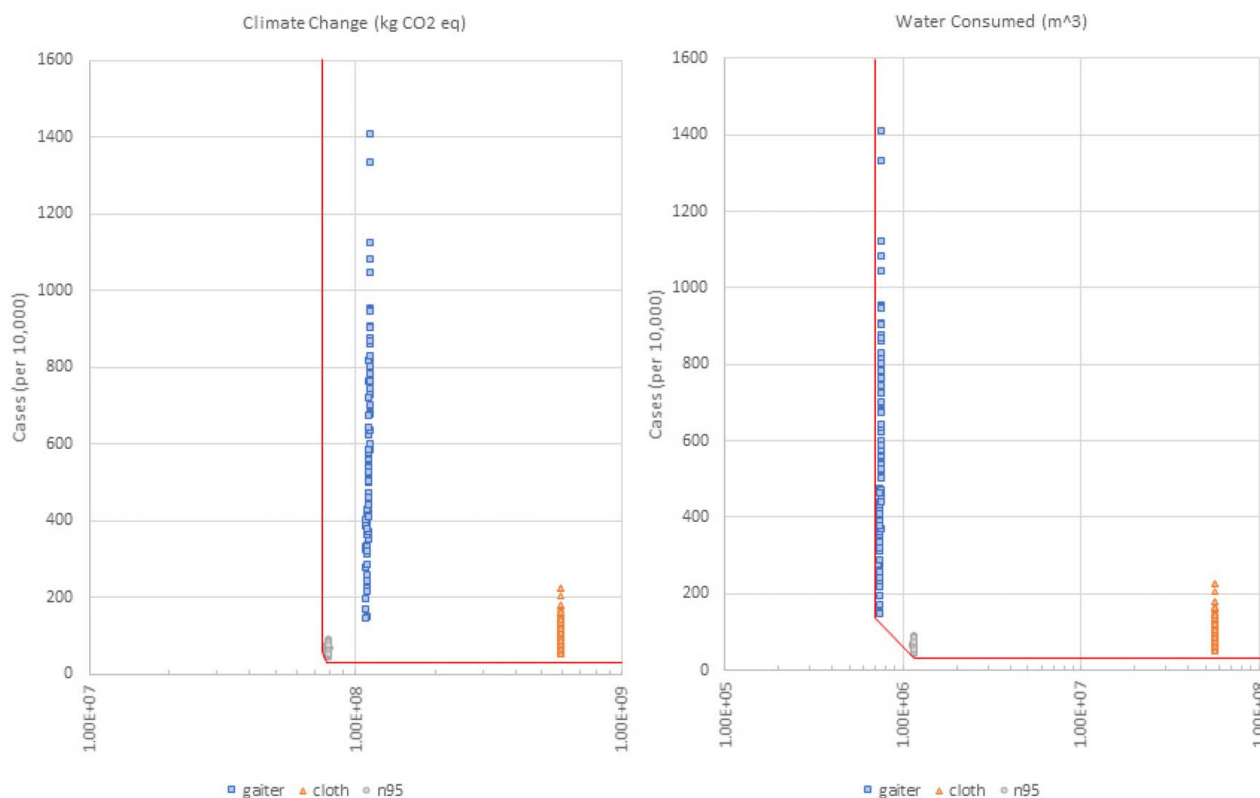 Climate Change (kg CO2 eq)
1600
1400
1200
1000
800
600
400
200
0
Cases (per 10,000)
1.00E+07
1.00E+08
1.00E+09
gaiter cloth n95
Water Consumed (m^3)
1600
1400
1200
1000
800
600
400
200
0
Cases (per 10,000)
1.00E+05
1.00E+06
1.00E+07
1.00E+08
gaiter cloth n95